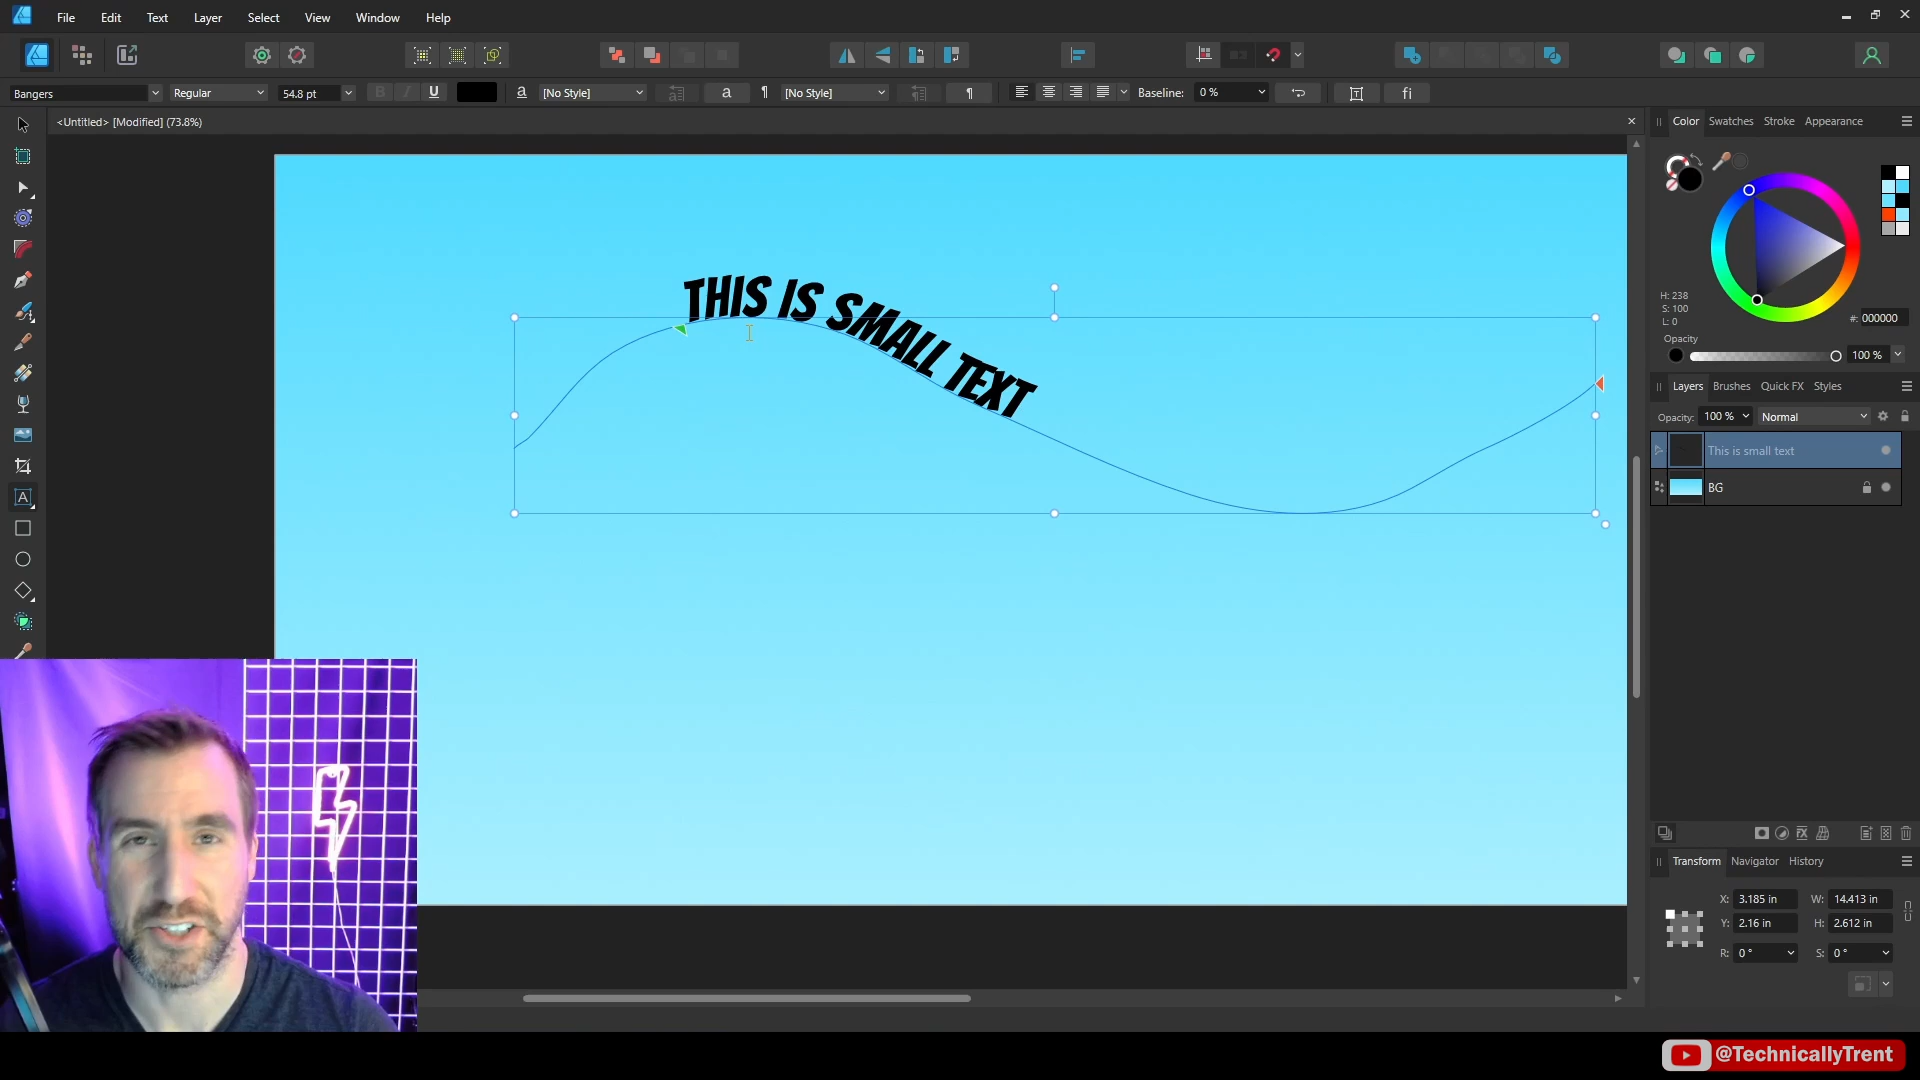 File Edit Text Layer Select View Window Help
Bangers Regular 54.8 pt B I U a [No Style] a ¶ [No Style] ¶ Baseline: 0 % fi
<Untitled> [Modified] (73.8%)
Color Swatches Stroke Appearance
THIS IS SMALL TEXT
H: 238
S: 100
L: 0
#: 000000
Opacity
100 %
Layers Brushes Quick FX Styles
Opacity: 100 % Normal
This is small text
BG
A
Transform Navigator History
X: 3.185 in W: 14.413 in
Y: 2.16 in H: 2.612 in
R: 0 ° S: 0 °
@TechnicallyTrent